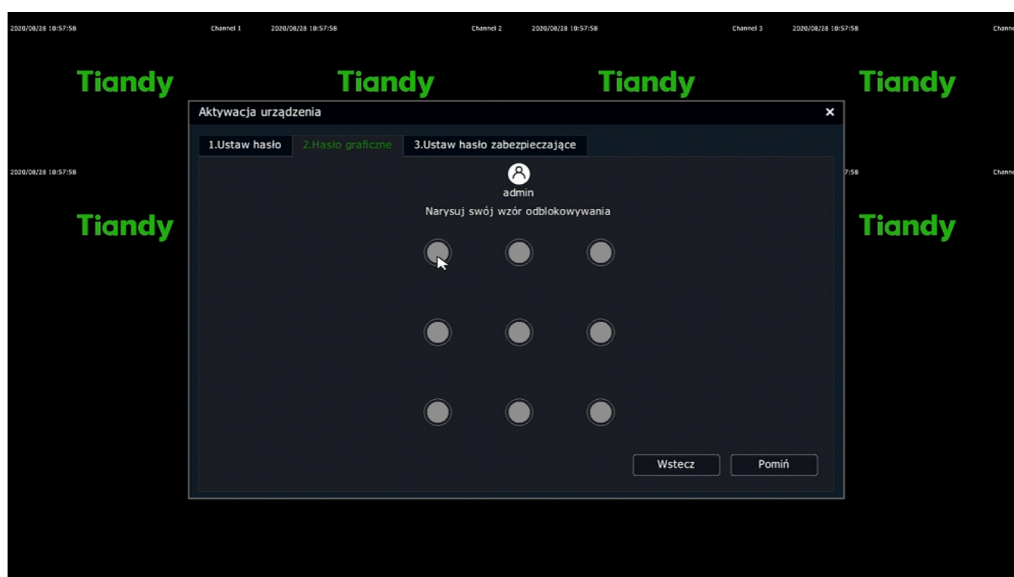 2020/08/28 10:57:58 Channel 1 2020/08/28 10:57:58 Channel 2 2020/08/28 10:57:58 Channel 3 2020/08/28 10:57:58
Tiandy Tiandy Tiandy Tiandy
Aktywacja urządzenia
1.Ustaw hasło 2.Hasło graficzne 3.Ustaw hasło zabezpieczające
2020/08/28 10:57:58
admin
Narysuj swój wzór odblokowywania
Tiandy Tiandy
Wstecz Pomiń